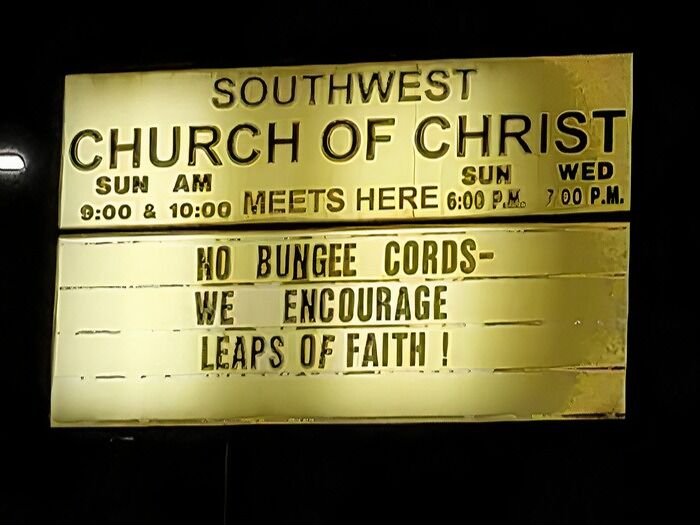 SOUTHWEST
CHURCH OF CHRIST
SUN AM
9:00 & 10:00
MEETS HERE
SUN
6:00 P.M.
WED
7:00 P.M.
NO BUNGEE CORDS-
WE ENCOURAGE
LEAPS OF FAITH !